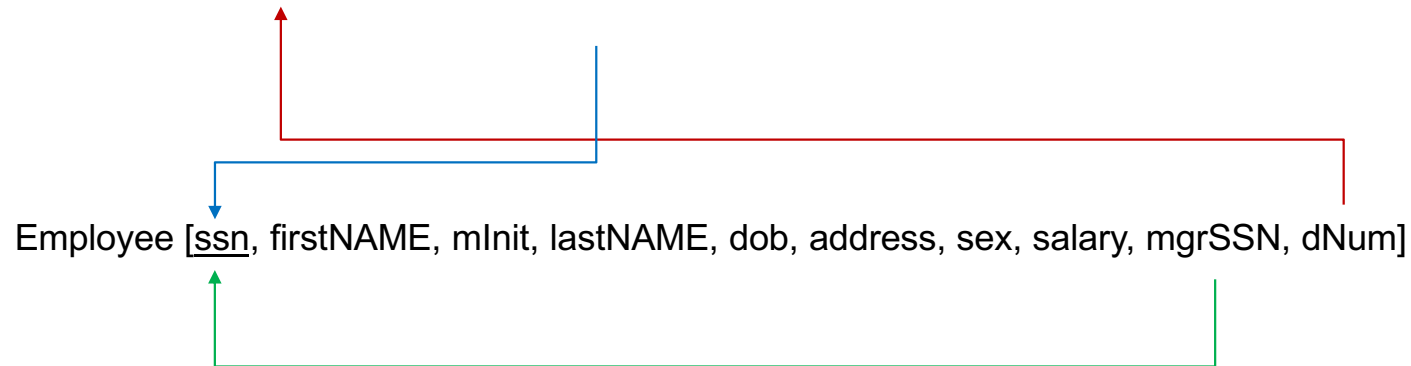 Employee [ssn, firstNAME, mInit, lastNAME, dob, address, sex, salary, mgrSSN, dNum]